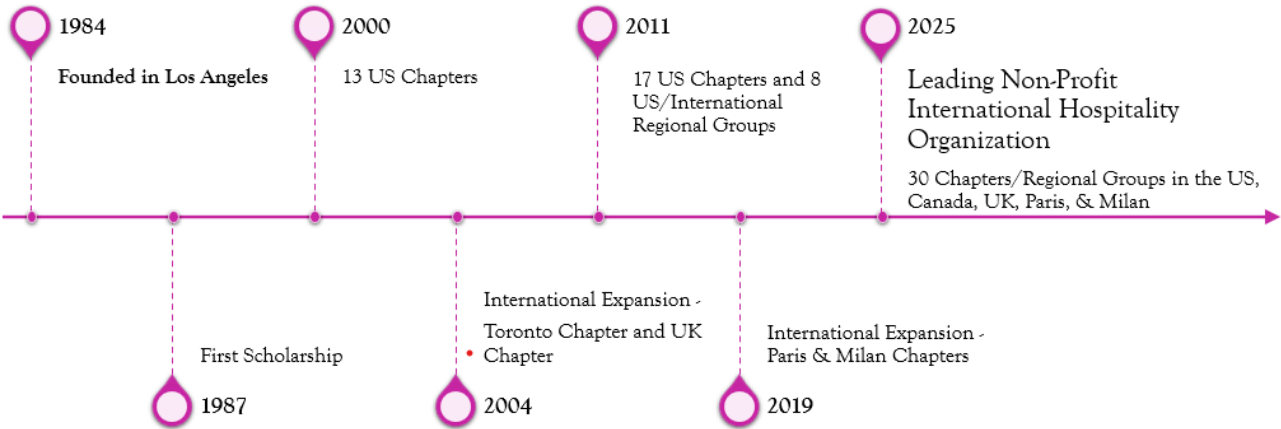 1984
Founded in Los Angeles
2000
13 US Chapters
2011
17 US Chapters and 8
US/International
Regional Groups
2025
Leading Non-Profit
International Hospitality
Organization
30 Chapters/Regional Groups in the US,
Canada, UK, Paris, & Milan
First Scholarship
1987
International Expansion -
Toronto Chapter and UK
• Chapter
2004
International Expansion -
Paris & Milan Chapters
2019